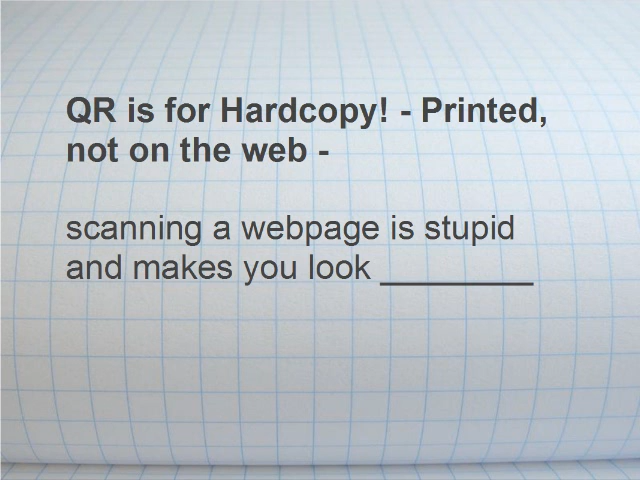 QR is for Hardcopy! - Printed,
not on the web -
scanning a webpage is stupid
and makes you look ________